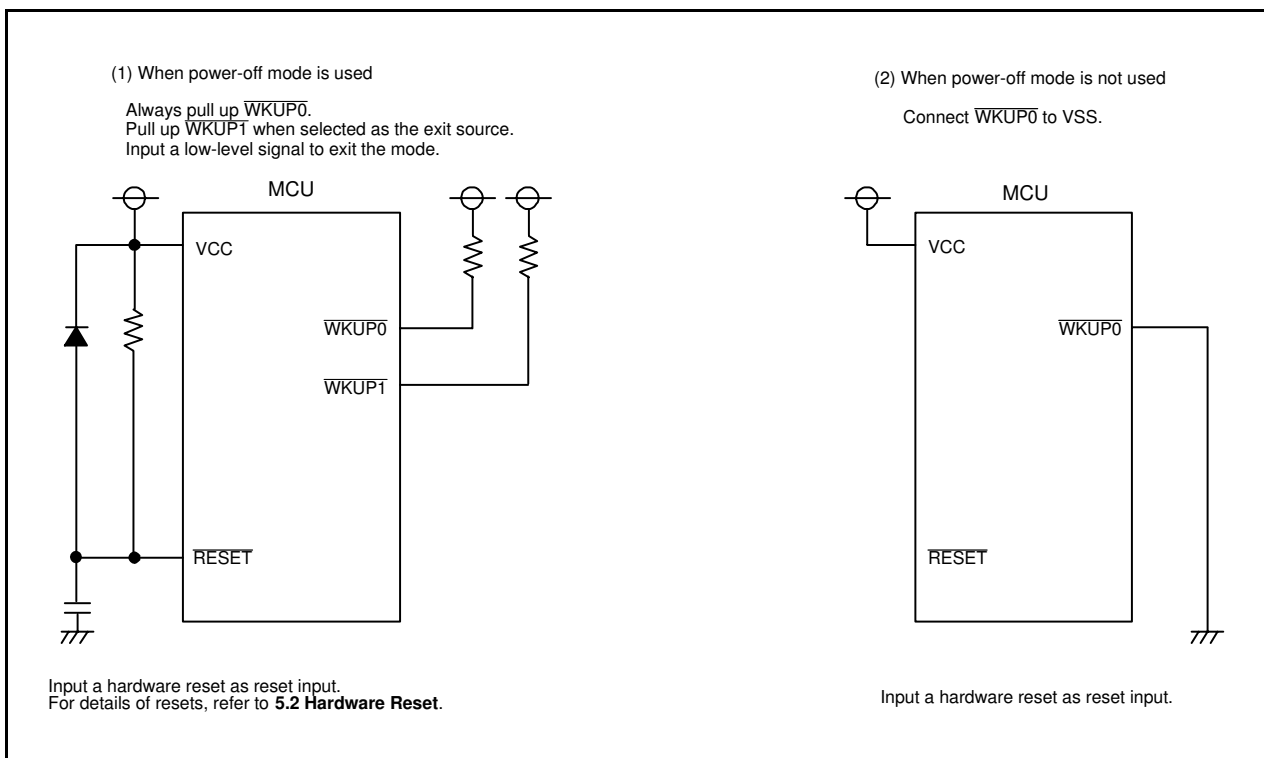 (1) When power-off mode is used
Always pull up WKUP0.
Pull up WKUP1 when selected as the exit source.
Input a low-level signal to exit the mode.
MCU
VCC
WKUP0
WKUP1
RESET
Input a hardware reset as reset input.
For details of resets, refer to 5.2 Hardware Reset.
(2) When power-off mode is not used
Connect WKUP0 to VSS.
MCU
VCC
WKUP0
RESET
Input a hardware reset as reset input.